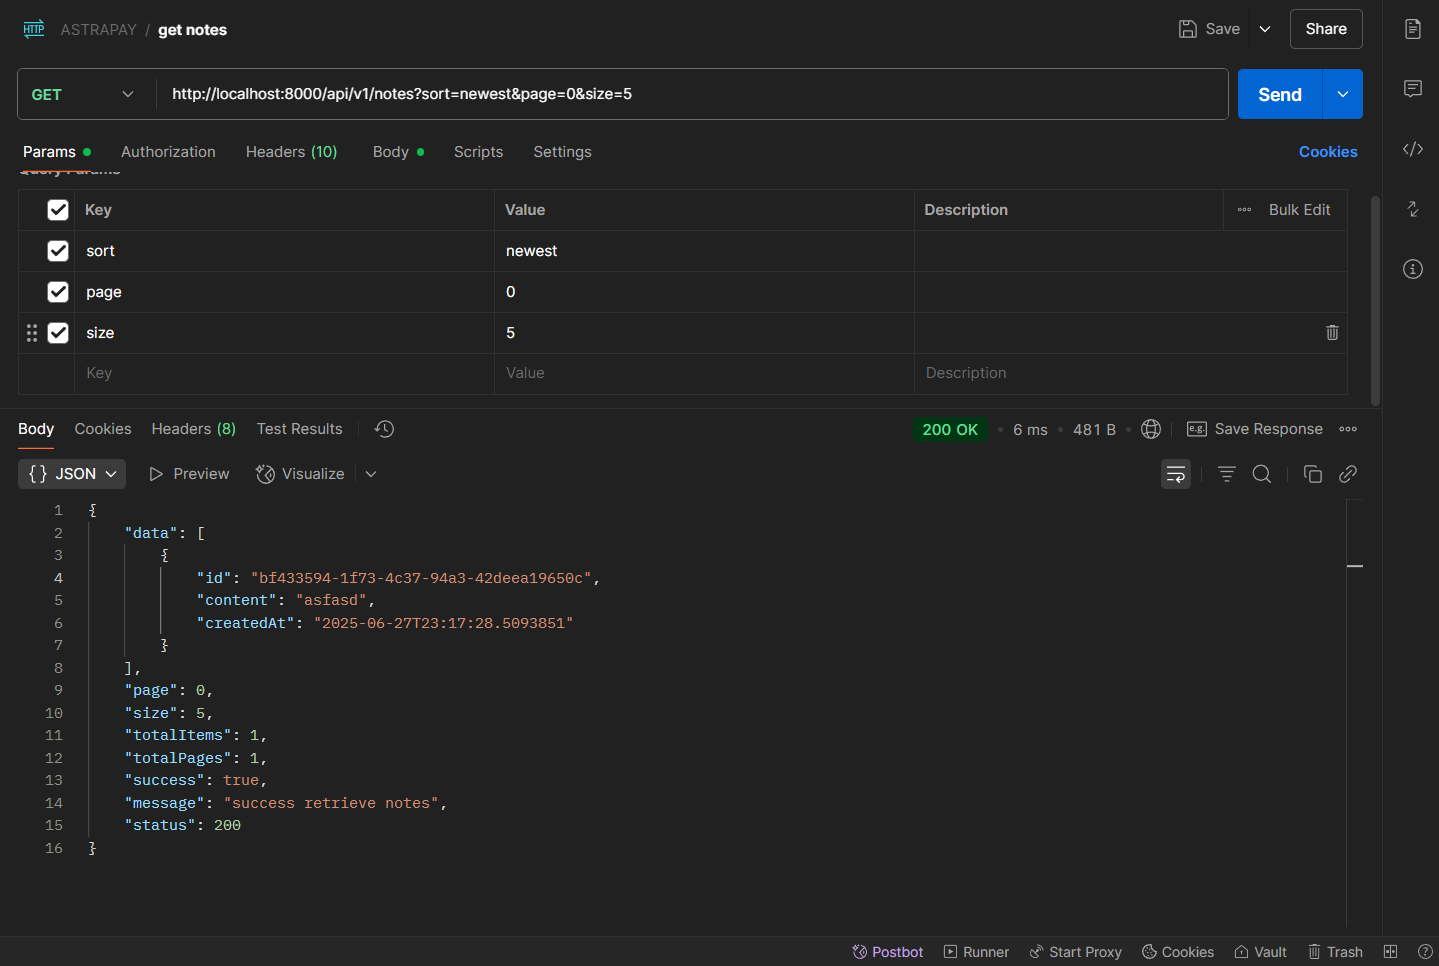 HTTP ASTRAPAY / get notes Save Share
GET http://localhost:8000/api/v1/notes?sort=newest&page=0&size=5 Send
Params Authorization Headers (10) Body Scripts Settings Cookies
Query Params
Key Value Description Bulk Edit
sort newest
page 0
size 5
Key Value Description
Body Cookies Headers (8) Test Results 200 OK 6 ms 481 B e.g. Save Response
{} JSON Preview Visualize
1 {
2 "data": [
3 {
4 "id": "bf433594-1f73-4c37-94a3-42deea19650c",
5 "content": "asfasd",
6 "createdAt": "2025-06-27T23:17:28.5093851"
7 }
8 ],
9 "page": 0,
10 "size": 5,
11 "totalItems": 1,
12 "totalPages": 1,
13 "success": true,
14 "message": "success retrieve notes",
15 "status": 200
16 }
Postbot Runner Start Proxy Cookies Vault Trash